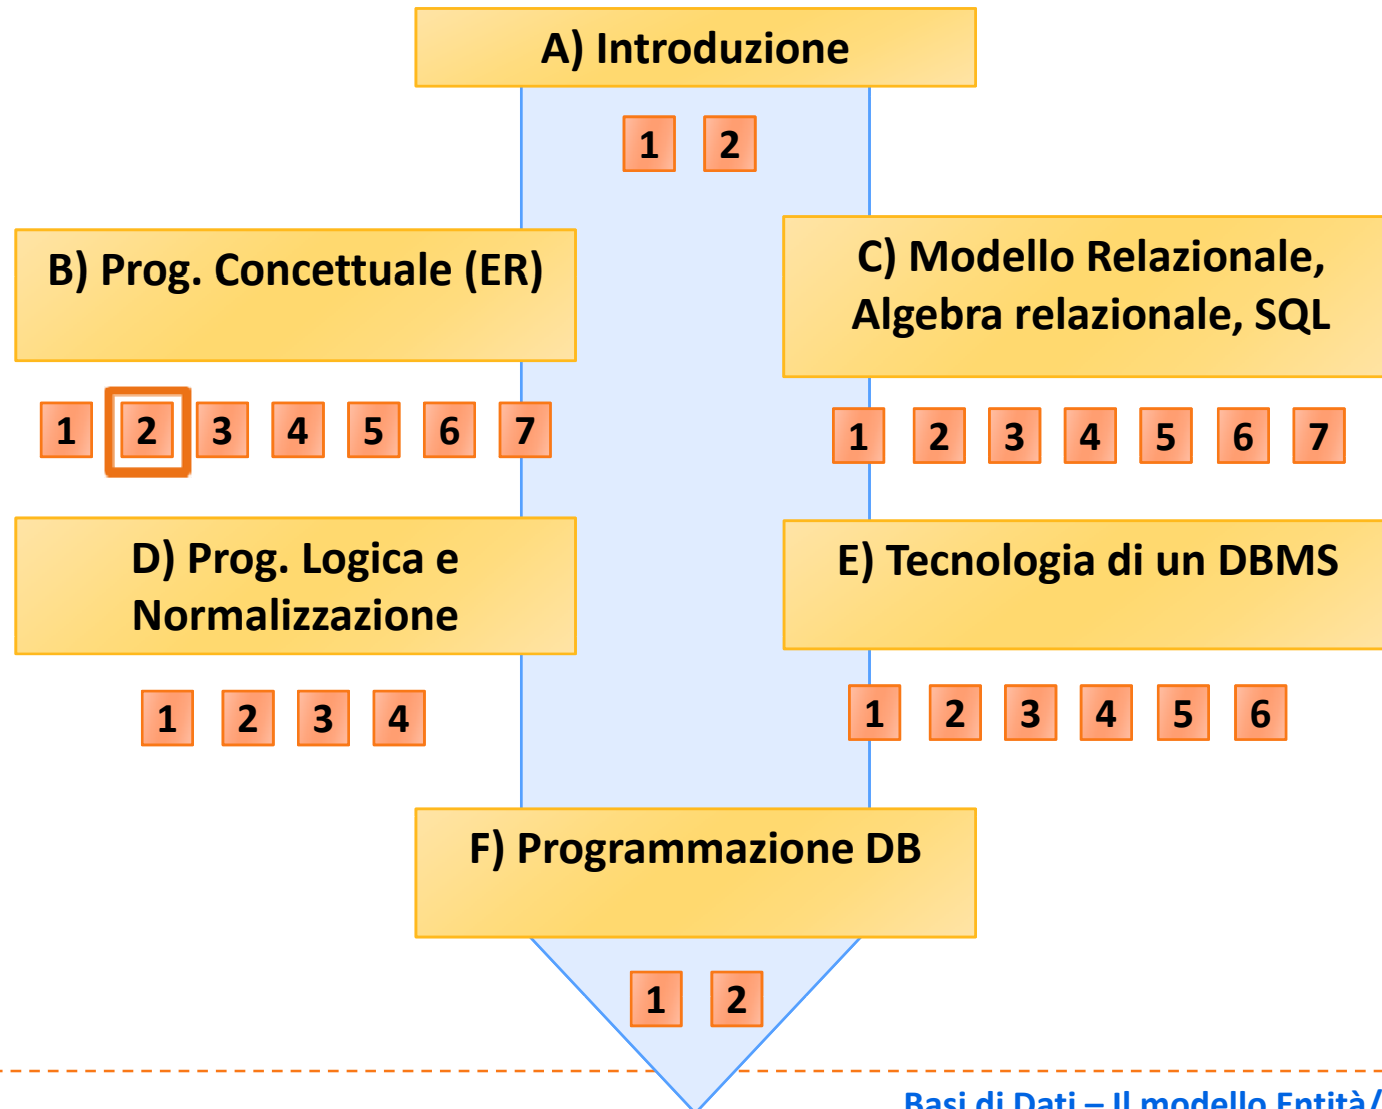 A) Introduzione
1 2
B) Prog. Concettuale (ER)
1 2 3 4 5 6 7
C) Modello Relazionale,
Algebra relazionale, SQL
1 2 3 4 5 6 7
D) Prog. Logica e
Normalizzazione
1 2 3 4
E) Tecnologia di un DBMS
1 2 3 4 5 6
F) Programmazione DB
1 2
Basi di Dati – Il modello Entità/